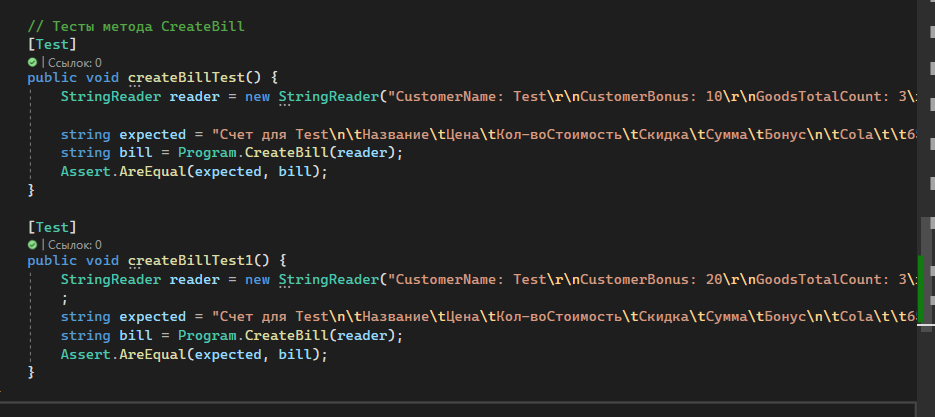 // Тесты метода CreateBill
[Test]
| Ссылок: 0
public void createBillTest() {
StringReader reader = new StringReader("CustomerName: Test\r\nCustomerBonus: 10\r\nGoodsTotalCount: 3\
string expected = "Счет для Test\n\tНазвание\tЦена\tКол-воСтоимость\tСкидка\tСумма\tБонус\n\tCola\t\t6
string bill = Program.CreateBill(reader);
Assert.AreEqual(expected, bill);
}
[Test]
| Ссылок: 0
public void createBillTest1() {
StringReader reader = new StringReader("CustomerName: Test\r\nCustomerBonus: 20\r\nGoodsTotalCount: 3\
;
string expected = "Счет для Test\n\tНазвание\tЦена\tКол-воСтоимость\tСкидка\tСумма\tБонус\n\tCola\t\t6
string bill = Program.CreateBill(reader);
Assert.AreEqual(expected, bill);
}